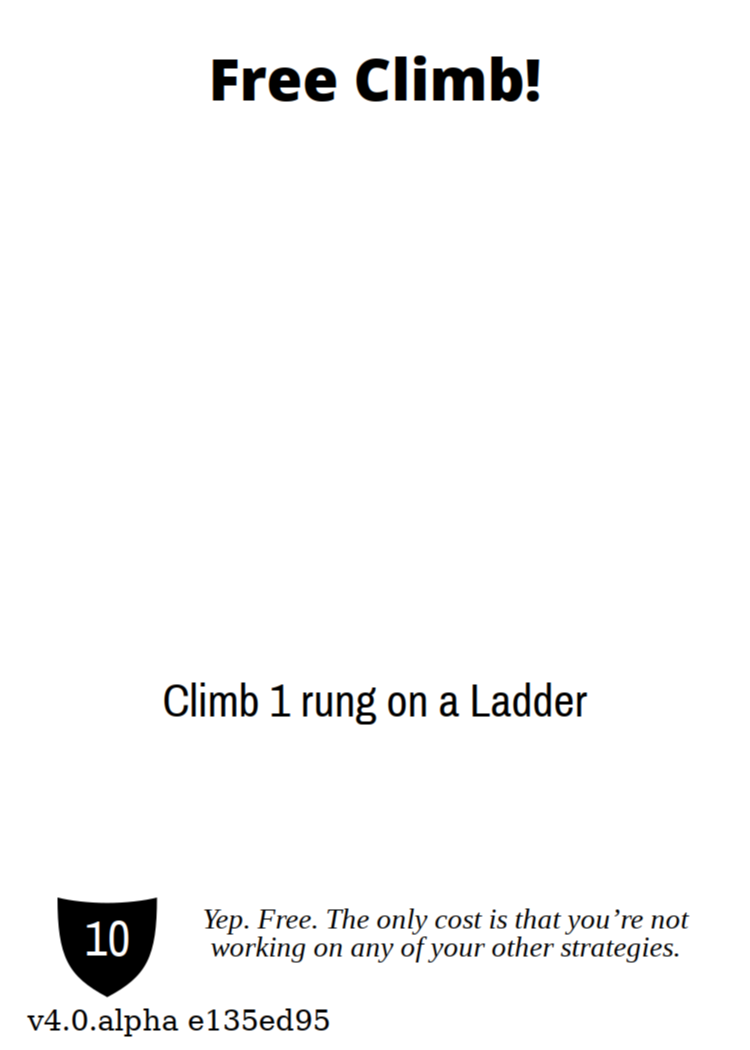 Free Climb!
Climb 1 rung on a Ladder
10
Yep. Free. The only cost is that you’re not
working on any of your other strategies.
v4.0.alpha e135ed95